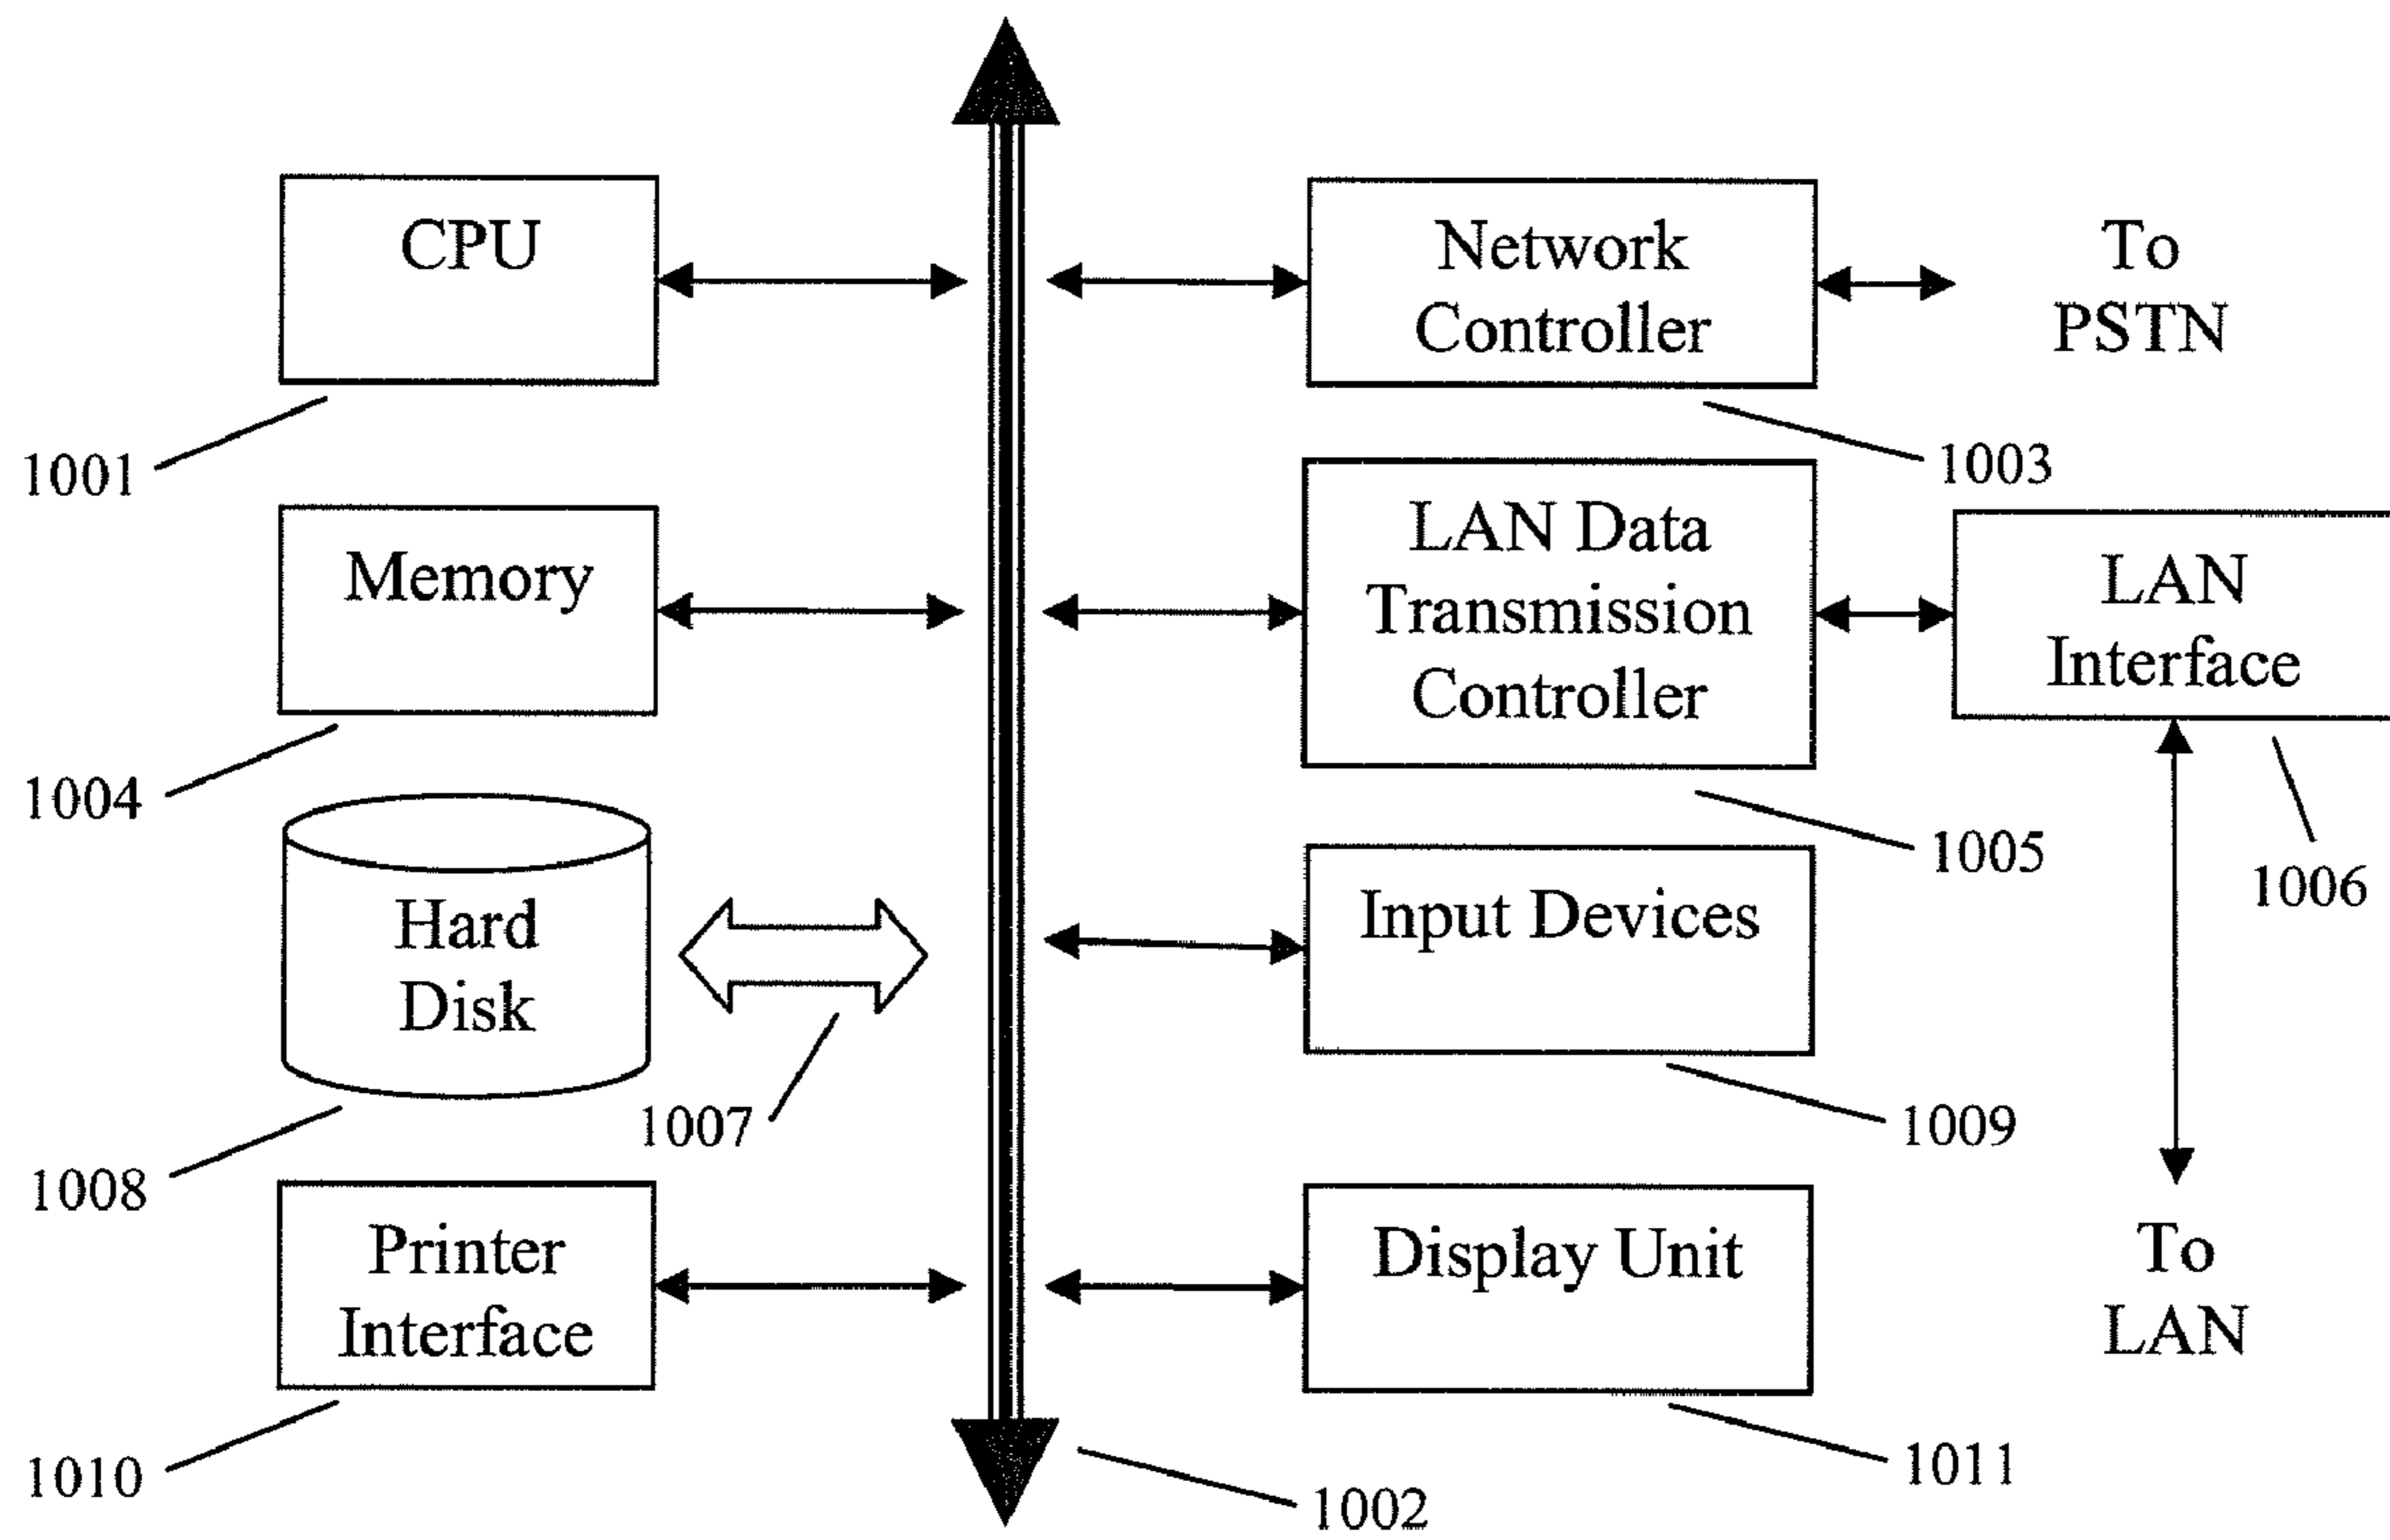 CPU
1001
Network
Controller
1003
To
PSTN
Memory
1004
LAN Data
Transmission
Controller
1005
LAN
Interface
1006
Hard
Disk
1008
1007
Input Devices
1009
Printer
Interface
1010
Display Unit
1011
To
LAN
1002